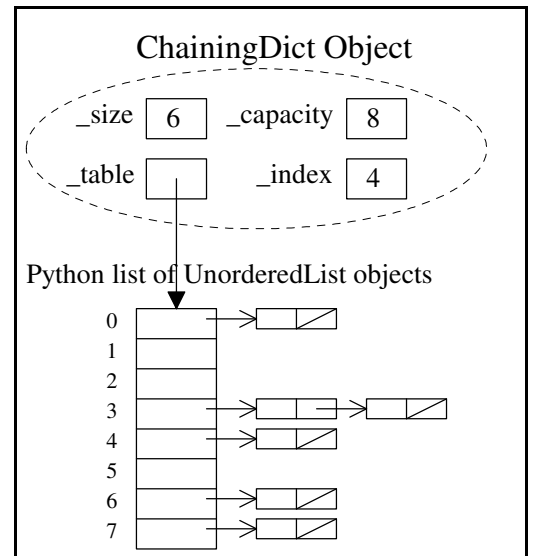 ChainingDict Object
_size 6 _capacity 8
_table _index 4
Python list of UnorderedList objects
0
1
2
3
4
5
6
7